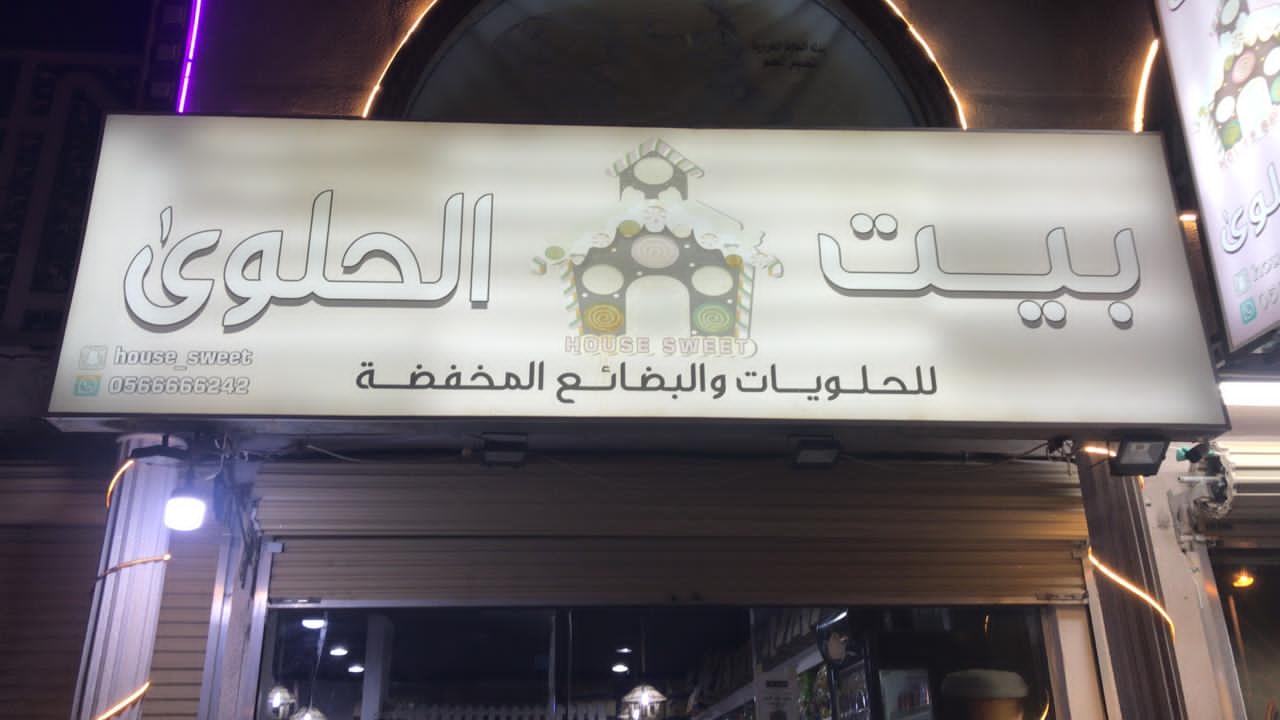 بيت الحلوى
HOUSE SWEET
للحلويات والبضائع المخفضة
house_sweet
0566666242